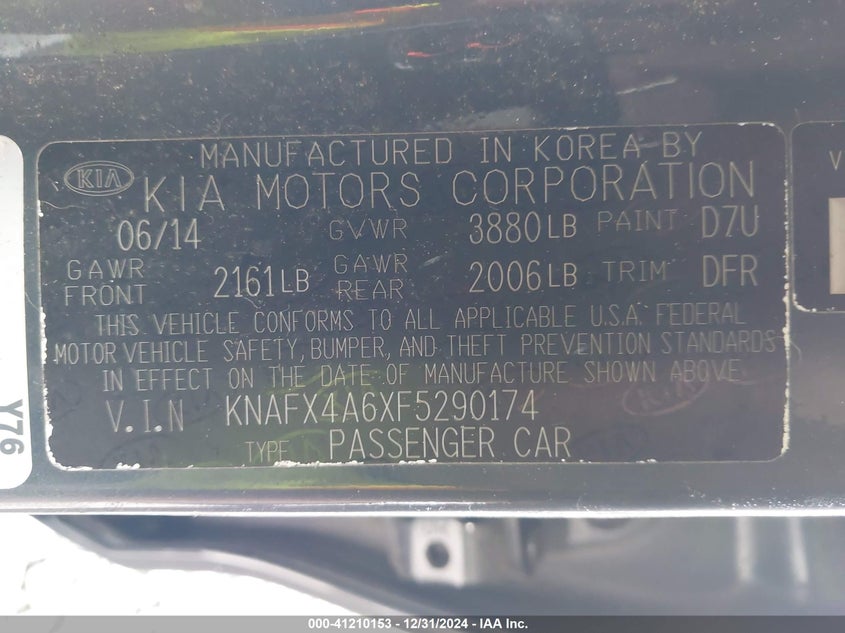 MANUFACTURED IN KOREA BY
KIA KIA MOTORS CORPORATION
06/14 GVWR 3880LB PAINT D7U
GAWR FRONT 2161LB GAWR REAR 2006LB TRIM DFR
THIS VEHICLE CONFORMS TO ALL APPLICABLE U.S.A. FEDERAL
MOTOR VEHICLE SAFETY, BUMPER, AND THEFT PREVENTION STANDARDS
IN EFFECT ON THE DATE OF MANUFACTURE SHOWN ABOVE.
V.I.N KNAFX4A6XF5290174
TYPE PASSENGER CAR
Y76
V
000-41210153 - 12/31/2024 - IAA Inc.